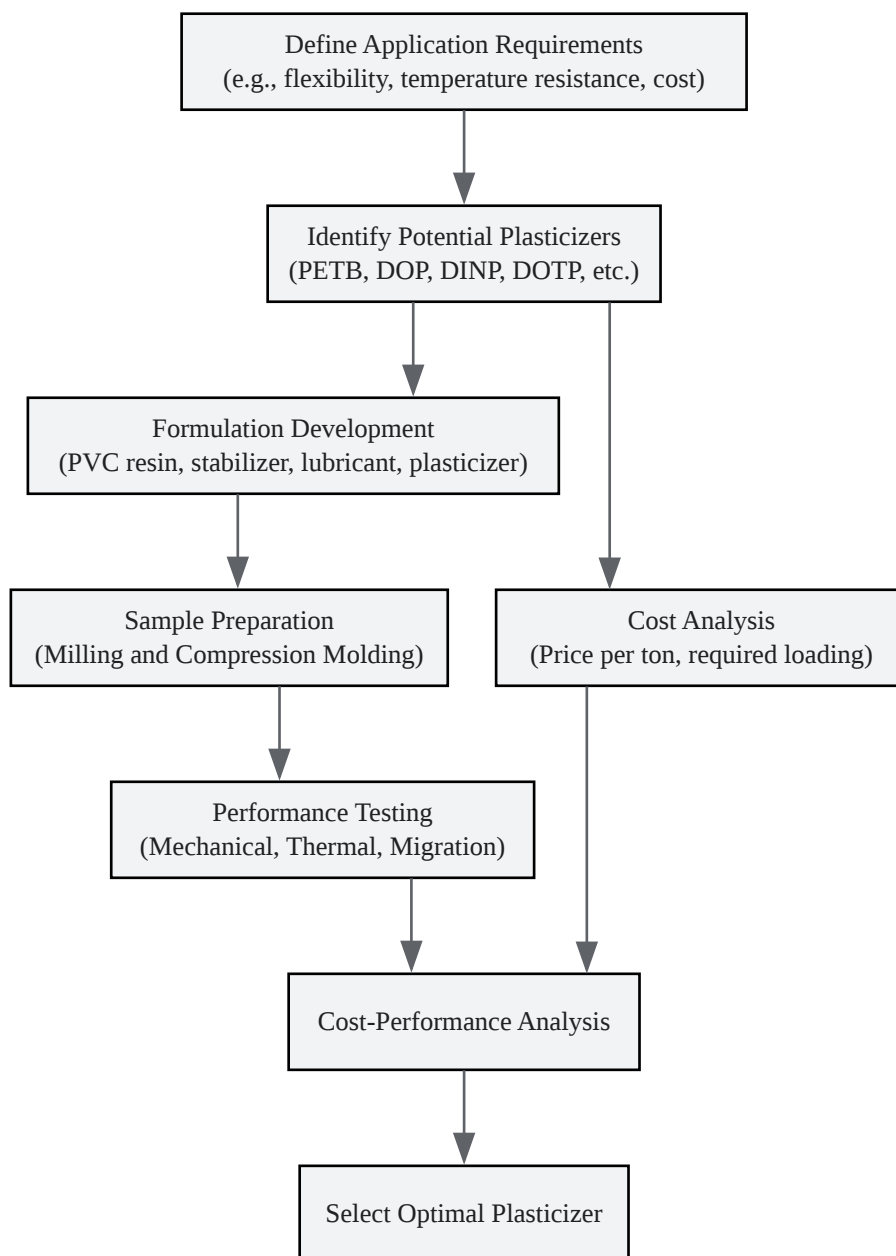 Define Application Requirements
(e.g., flexibility, temperature resistance, cost)
Identify Potential Plasticizers
(PETB, DOP, DINP, DOTP, etc.)
Formulation Development
(PVC resin, stabilizer, lubricant, plasticizer)
Sample Preparation
(Milling and Compression Molding)
Cost Analysis
(Price per ton, required loading)
Performance Testing
(Mechanical, Thermal, Migration)
Cost-Performance Analysis
Select Optimal Plasticizer